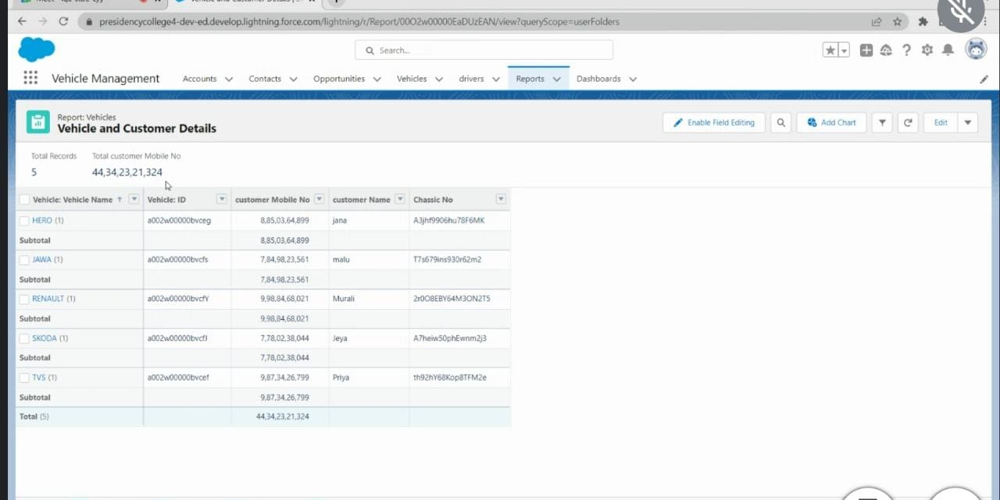 presidencycollege4-dev-ed.develop.lightning.force.com/lightning/r/Report/00O2w00000EaDUzEAN/view?queryScope=userFolders
Search...
Vehicle Management Accounts Contacts Opportunities Vehicles drivers Reports Dashboards
Report: Vehicles
Vehicle and Customer Details
Enable Field Editing Add Chart Edit
Total Records Total customer Mobile No
5 44,34,23,21,324
Vehicle: Vehicle Name ↑ Vehicle: ID customer Mobile No customer Name Chassic No
HERO (1) a002w00000bvceg 8,85,03,64,899 jana A3jhf9906hu78F6MK
Subtotal 8,85,03,64,899
JAWA (1) a002w00000bvcfs 7,84,98,23,561 malu T7s679ins930r62m2
Subtotal 7,84,98,23,561
RENAULT (1) a002w00000bvcfY 9,98,84,68,021 Murali 2r0O8EBY64M3ON2T5
Subtotal 9,98,84,68,021
SKODA (1) a002w00000bvcfJ 7,78,02,38,044 Jeya A7heiw50phEwnm2j3
Subtotal 7,78,02,38,044
TVS (1) a002w00000bvcef 9,87,34,26,799 Priya th92hY68Kop8TFM2e
Subtotal 9,87,34,26,799
Total (5) 44,34,23,21,324